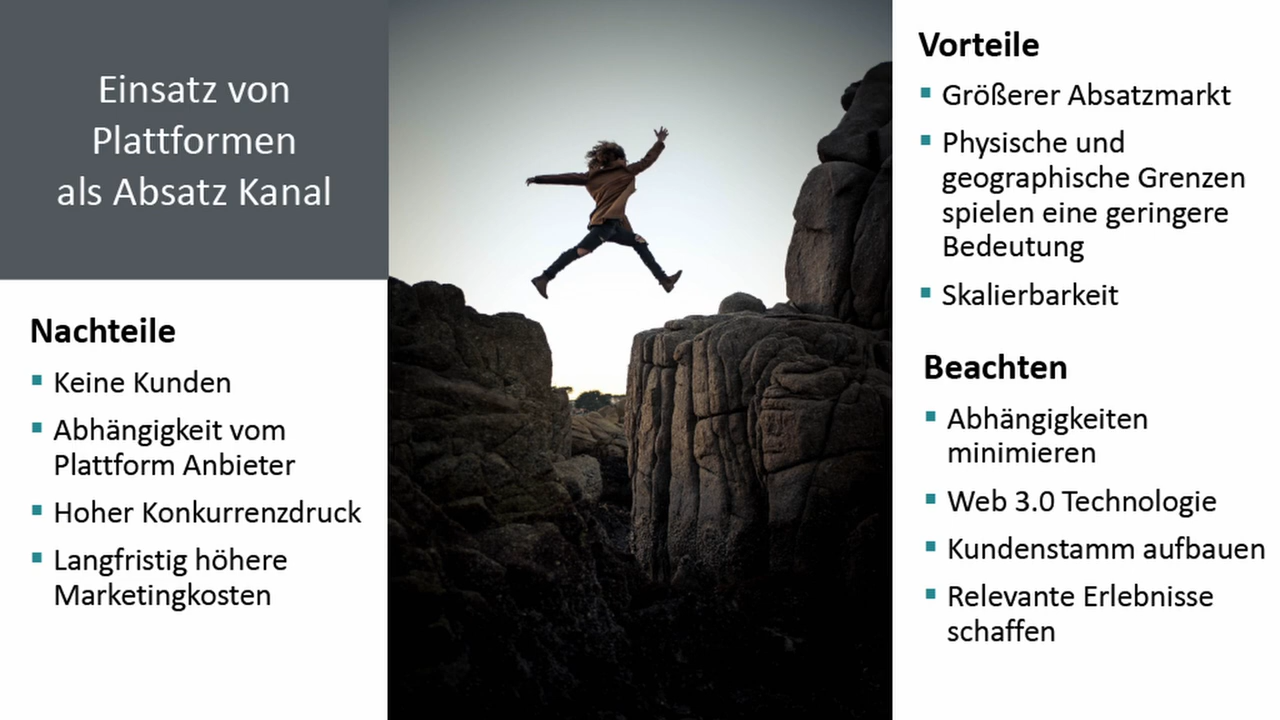 Einsatz von
Plattformen
als Absatz Kanal
Nachteile
▪ Keine Kunden
▪ Abhängigkeit vom
Plattform Anbieter
▪ Hoher Konkurrenzdruck
▪ Langfristig höhere
Marketingkosten
Vorteile
▪ Größerer Absatzmarkt
▪ Physische und
geographische Grenzen
spielen eine geringere
Bedeutung
▪ Skalierbarkeit
Beachten
▪ Abhängigkeiten
minimieren
▪ Web 3.0 Technologie
▪ Kundenstamm aufbauen
▪ Relevante Erlebnisse
schaffen